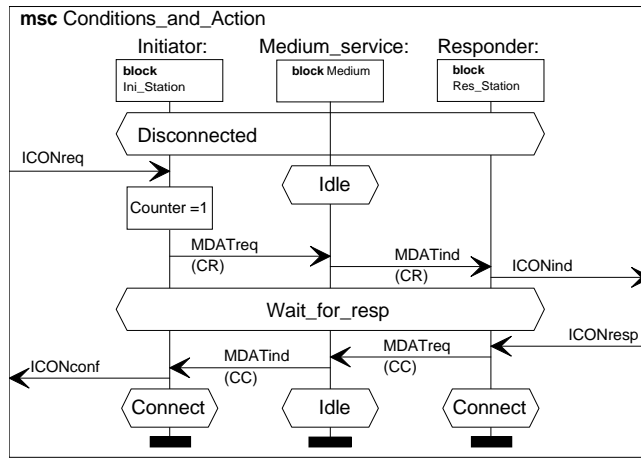 msc Conditions_and_Action
Initiator: Medium_service: Responder:
block
Ini_Station
block Medium
block
Res_Station
Disconnected
ICONreq
Idle
Counter =1
MDATreq
(CR)
MDATind
(CR)
ICONind
Wait_for_resp
ICONresp
MDATreq
(CC)
MDATind
(CC)
ICONconf
Connect Idle Connect